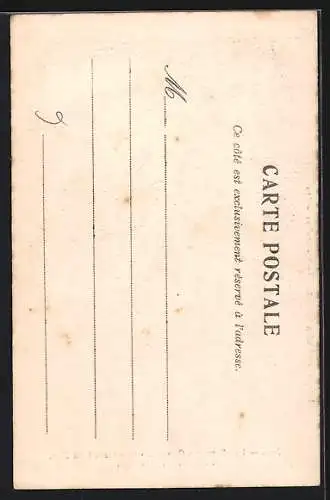 CARTE POSTALE
Ce côté est exclusivement réservé à l'adresse.
M
à